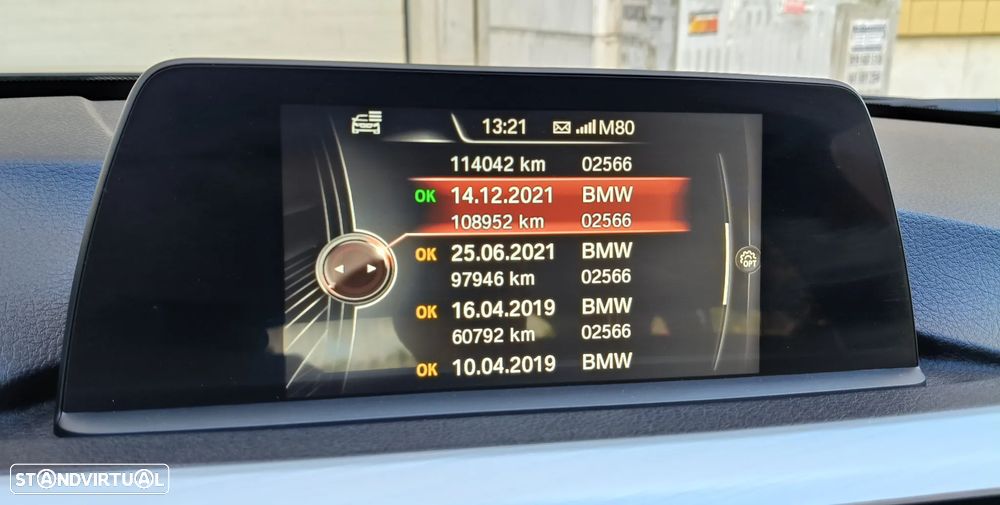 13:21 M80
114042 km 02566
OK 14.12.2021 BMW
108952 km 02566
OK 25.06.2021 BMW
97946 km 02566
OPT
OK 16.04.2019 BMW
60792 km 02566
OK 10.04.2019 BMW
STANDVIRTUAL